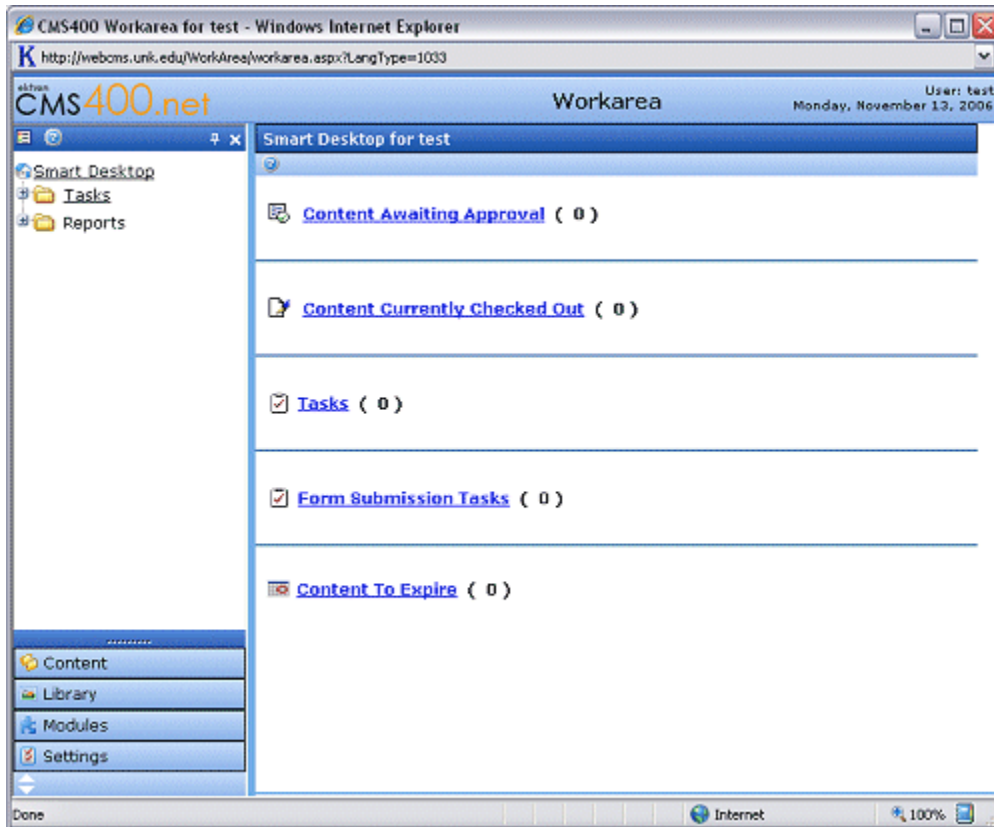 CMS400 Workarea for test - Windows Internet Explorer
K http://webcms.unk.edu/WorkArea/workarea.aspx?LangType=1033
ektron
CMS400.net
Workarea
User: test
Monday, November 13, 2006
Smart Desktop for test
Smart Desktop
Tasks
Reports
Content Awaiting Approval ( 0 )
Content Currently Checked Out ( 0 )
Tasks ( 0 )
Form Submission Tasks ( 0 )
Content To Expire ( 0 )
Content
Library
Modules
Settings
Done
Internet
100%